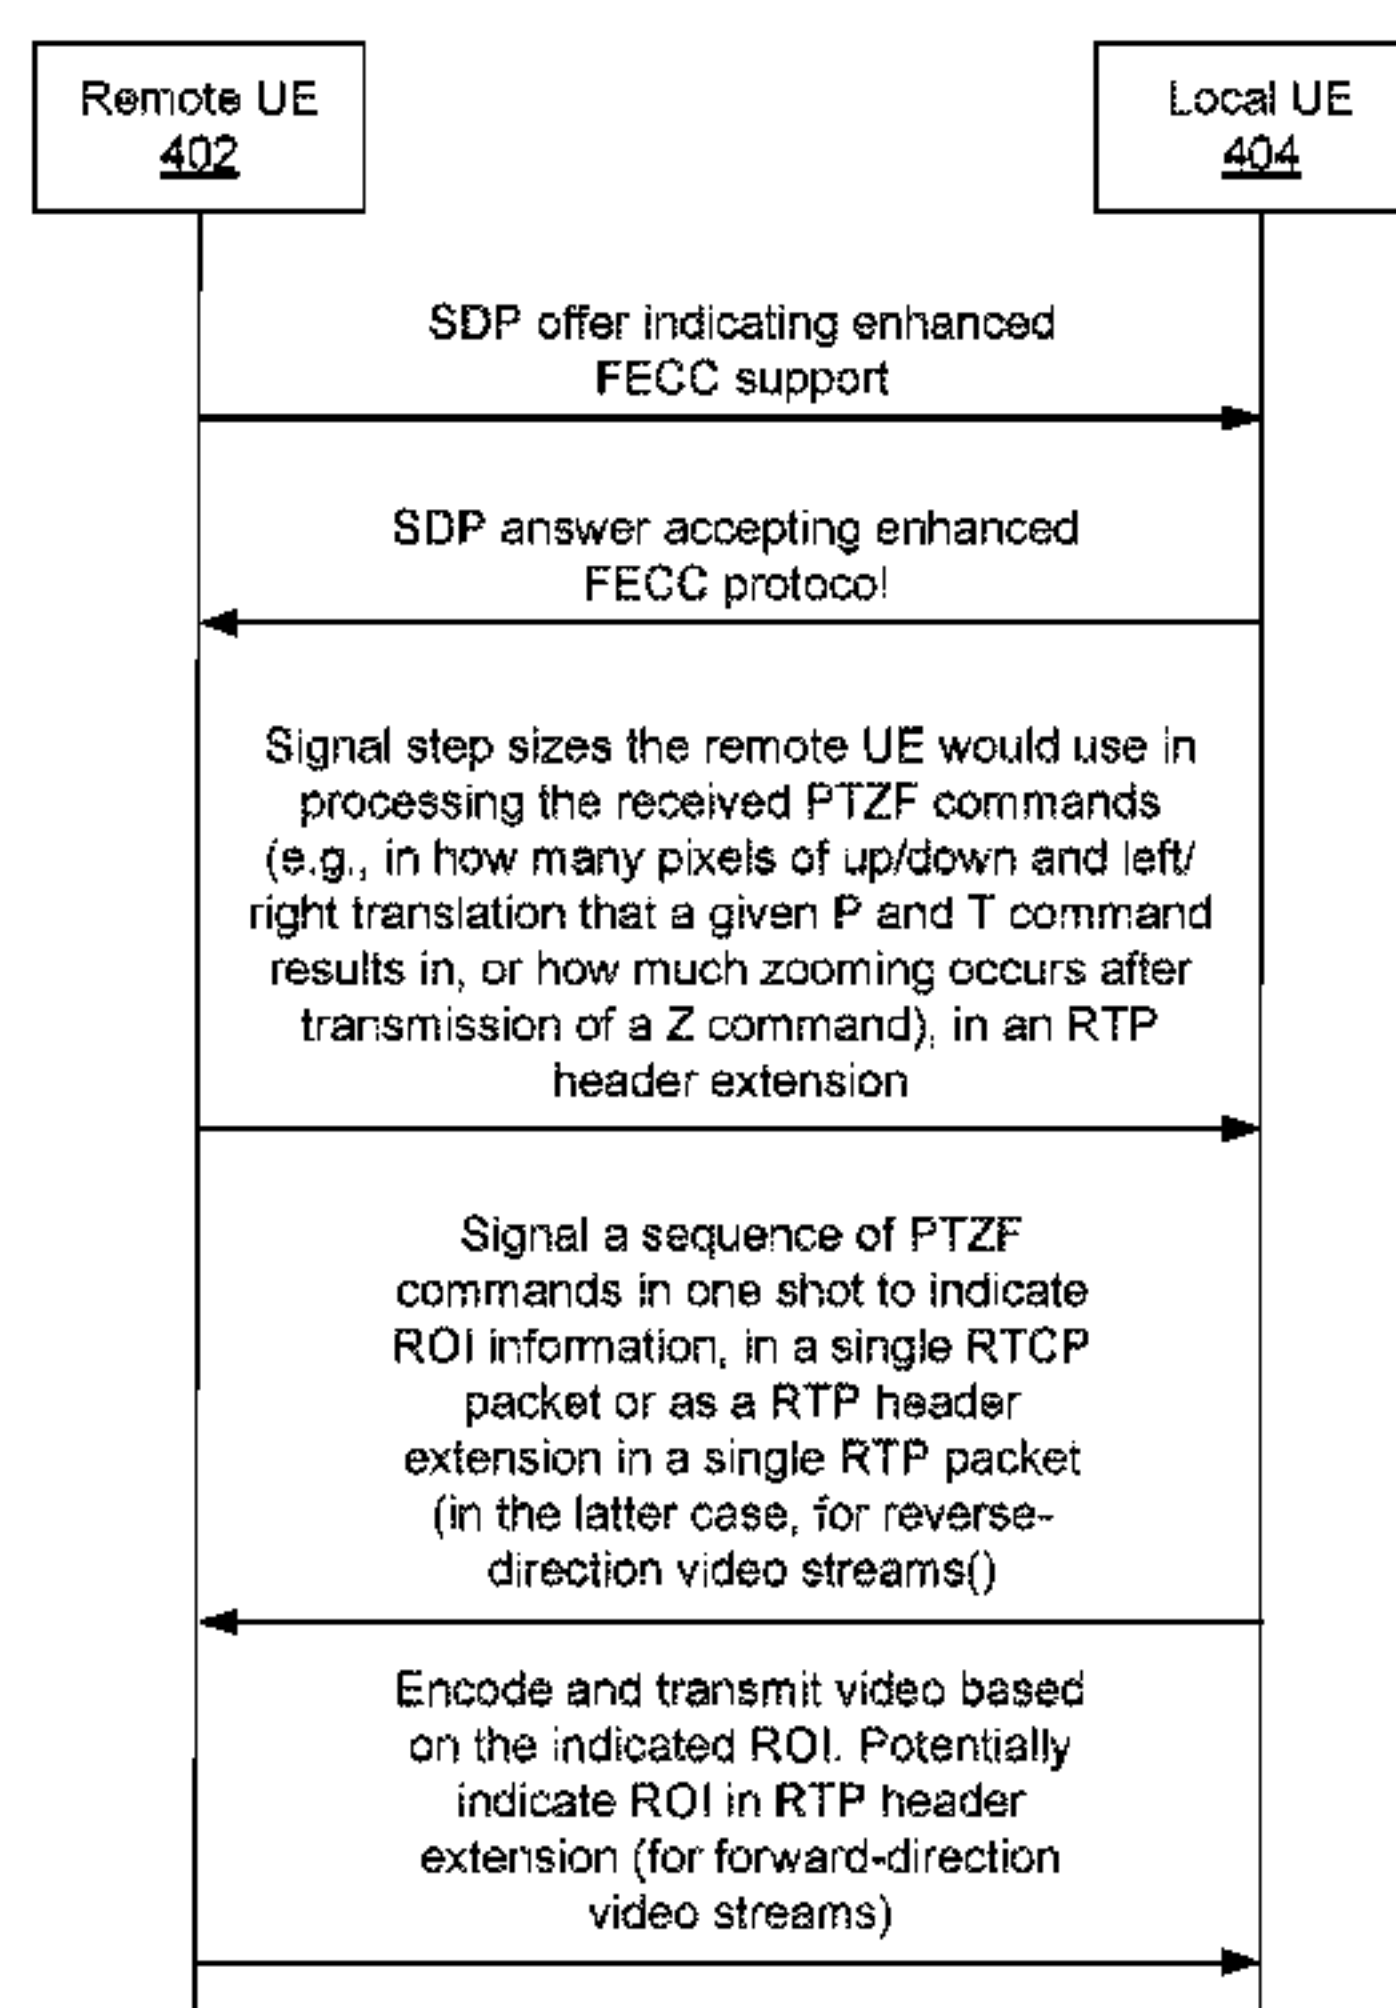 Remote UE
402
Local UE
404
SDP offer indicating enhanced
FECC support
SDP answer accepting enhanced
FECC protocol
Signal step sizes the remote UE would use in
processing the received PTZF commands
(e.g., in how many pixels of up/down and left/
right translation that a given P and T command
results in, or how much zooming occurs after
transmission of a Z command), in an RTP
header extension
Signal a sequence of PTZF
commands in one shot to indicate
ROI information, in a single RTCP
packet or as a RTP header
extension in a single RTP packet
(in the latter case, for reverse-
direction video streams()
Encode and transmit video based
on the indicated ROI. Potentially
indicate ROI in RTP header
extension (for forward-direction
video streams)